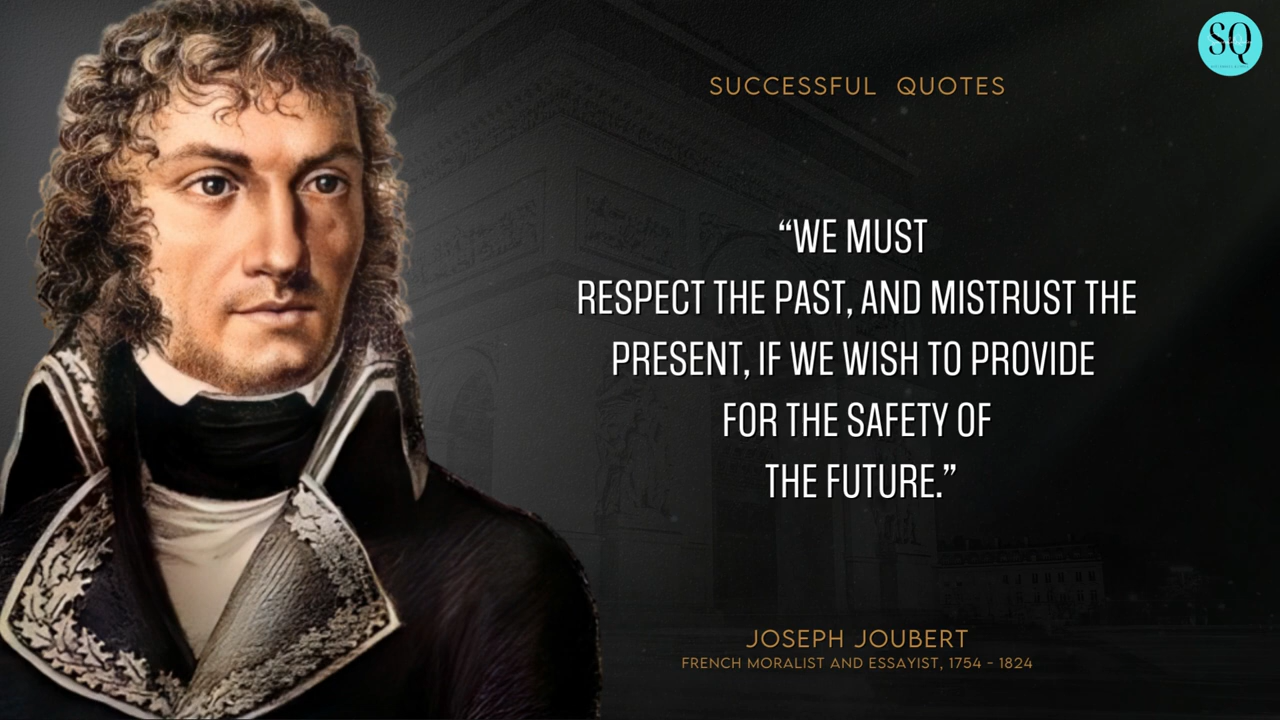 SQ
SUCCESSFUL QUOTES
“WE MUST
RESPECT THE PAST, AND MISTRUST THE
PRESENT, IF WE WISH TO PROVIDE
FOR THE SAFETY OF
THE FUTURE.”
JOSEPH JOUBERT
FRENCH MORALIST AND ESSAYIST, 1754 - 1824